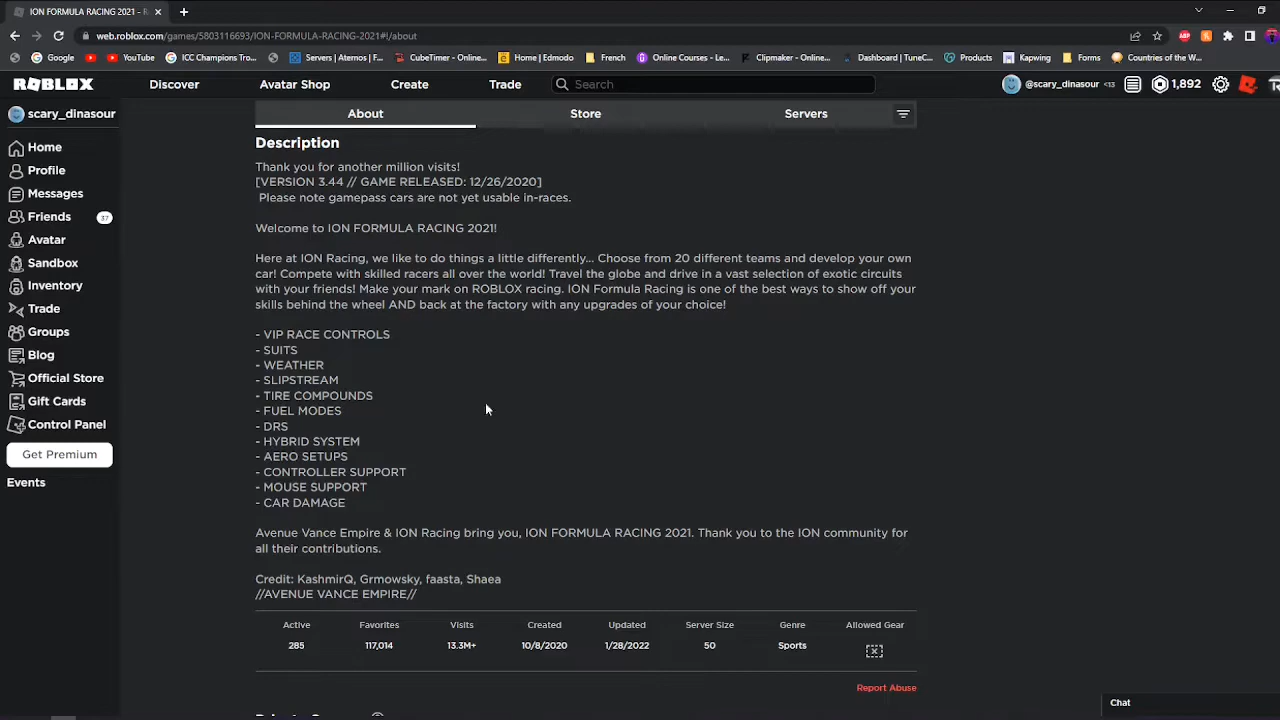 ION FORMULA RACING 2021 - R
web.roblox.com/games/5803116693/ION-FORMULA-RACING-2021#!/about
Google
YouTube
ICC Champions Tro...
Servers | Aternos | F...
CubeTimer - Online...
Home | Edmodo
French
Online Courses - Le...
Clipmaker - Online...
Dashboard | TuneC...
Products
Kapwing
Forms
Countries of the W...
ROBLOX Discover Avatar Shop Create Trade Search @scary_dinasour <13 1,892
scary_dinasour
Home
Profile
Messages
Friends 37
Avatar
Sandbox
Inventory
Trade
Groups
Blog
Official Store
Gift Cards
Control Panel
Get Premium
Events
About Store Servers
Description
Thank you for another million visits!
[VERSION 3.44 // GAME RELEASED: 12/26/2020]
Please note gamepass cars are not yet usable in-races.
Welcome to ION FORMULA RACING 2021!
Here at ION Racing, we like to do things a little differently... Choose from 20 different teams and develop your own
car! Compete with skilled racers all over the world! Travel the globe and drive in a vast selection of exotic circuits
with your friends! Make your mark on ROBLOX racing. ION Formula Racing is one of the best ways to show off your
skills behind the wheel AND back at the factory with any upgrades of your choice!
- VIP RACE CONTROLS
- SUITS
- WEATHER
- SLIPSTREAM
- TIRE COMPOUNDS
- FUEL MODES
- DRS
- HYBRID SYSTEM
- AERO SETUPS
- CONTROLLER SUPPORT
- MOUSE SUPPORT
- CAR DAMAGE
Avenue Vance Empire & ION Racing bring you, ION FORMULA RACING 2021. Thank you to the ION community for
all their contributions.
Credit: KashmirQ, Grmowsky, faasta, Shaea
//AVENUE VANCE EMPIRE//
Active Favorites Visits Created Updated Server Size Genre Allowed Gear
285 117,014 13.3M+ 10/8/2020 1/28/2022 50 Sports
Report Abuse
Chat